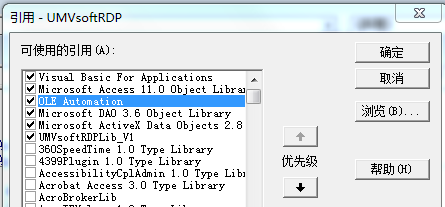 引用 - UMVsoftRDP
可使用的引用(A):
Visual Basic For Applications
Microsoft Access 11.0 Object Libra
OLE Automation
Microsoft DAO 3.6 Object Library
Microsoft ActiveX Data Objects 2.8
UMVsoftRDPLib_V1
360SpeedTime 1.0 Type Library
4399Plugin 1.0 Type Library
AccessibilityCplAdmin 1.0 Type Lib
Acrobat Access 3.0 Type Library
AcroBrokerLib
确定
取消
浏览(B)...
优先级
帮助(H)